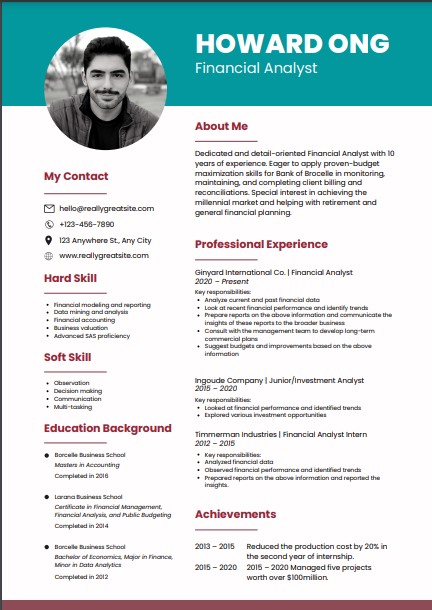 HOWARD ONG
Financial Analyst
My Contact
hello@reallygreatsite.com
+123-456-7890
123 Anywhere St., Any City
www.reallygreatsite.com
Hard Skill
Financial modeling and reporting
Data mining and analysis
Financial accounting
Business valuation
Advanced SAS proficiency
Soft Skill
Observation
Decision making
Communication
Multi-tasking
Education Background
Borcelle Business School
Masters in Accounting
Completed in 2016
Larana Business School
Certificate in Financial Management,
Financial Analysis, and Public Budgeting
Completed in 2014
Borcelle Business School
Bachelor of Economics, Major in Finance,
Minor in Data Analytics
Completed in 2012
About Me
Dedicated and detail-oriented Financial Analyst with 10
years of experience. Eager to apply proven-budget
maximization skills for Bank of Brocelle in monitoring,
maintaining, and completing client billing and
reconciliations. Special interest in achieving the
millennial market and helping with retirement and
general financial planning.
Professional Experience
Ginyard International Co. | Financial Analyst
2020 – Present
Key responsibilities:
Analyze current and past financial data
Look at recent financial performance and identify trends
Prepare reports on the above information and communicate the
insights of these reports to the broader business
Consult with the management team to develop long-term
commercial plans
Suggest budgets and improvements based on the above
information
Ingoude Company | Junior/Investment Analyst
2015 – 2020
Key responsibilities:
Looked at financial performance and identified trends
Explored various investment opportunities
Timmerman Industries | Financial Analyst Intern
2012 – 2015
Key responsibilities:
Analyzed financial data
Observed financial performance and identified trends
Prepared reports on the above information and reported the
insights.
Achievements
2013 – 2015 Reduced the production cost by 20% in
the second year of internship.
2015 – 2020 2015 – 2020 Managed five projects
worth over $100million.